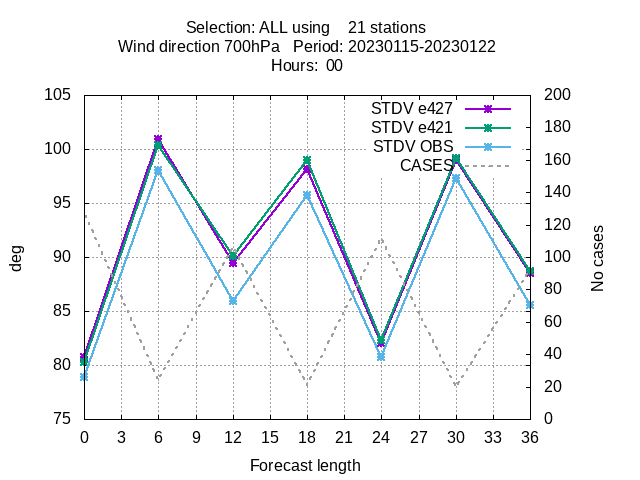 Selection: ALL using 21 stations
Wind direction 700hPa Period: 20230115-20230122
Hours: 00
105
100
95
90
85
80
75
200
180
160
140
120
100
80
60
40
20
0
STDV e427
STDV e421
STDV OBS
CASES
deg
No cases
0 3 6 9 12 15 18 21 24 27 30 33 36
Forecast length